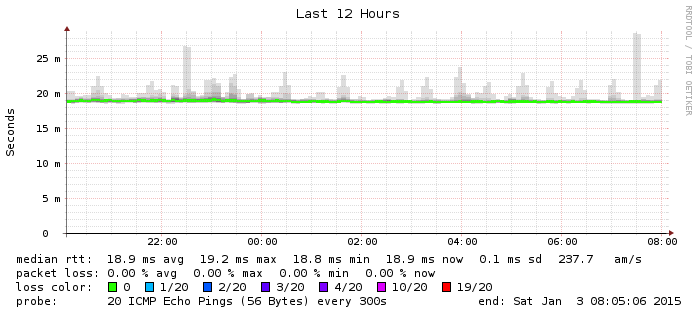 Last 12 Hours
RRDTOOL / TOBI OETIKER
Seconds
25 m
20 m
15 m
10 m
5 m
0
22:00 00:00 02:00 04:00 06:00 08:00
median rtt: 18.9 ms avg 19.2 ms max 18.8 ms min 18.9 ms now 0.1 ms sd 237.7 am/s
packet loss: 0.00 % avg 0.00 % max 0.00 % min 0.00 % now
loss color: 0 1/20 2/20 3/20 4/20 10/20 19/20
probe: 20 ICMP Echo Pings (56 Bytes) every 300s end: Sat Jan 3 08:05:06 2015